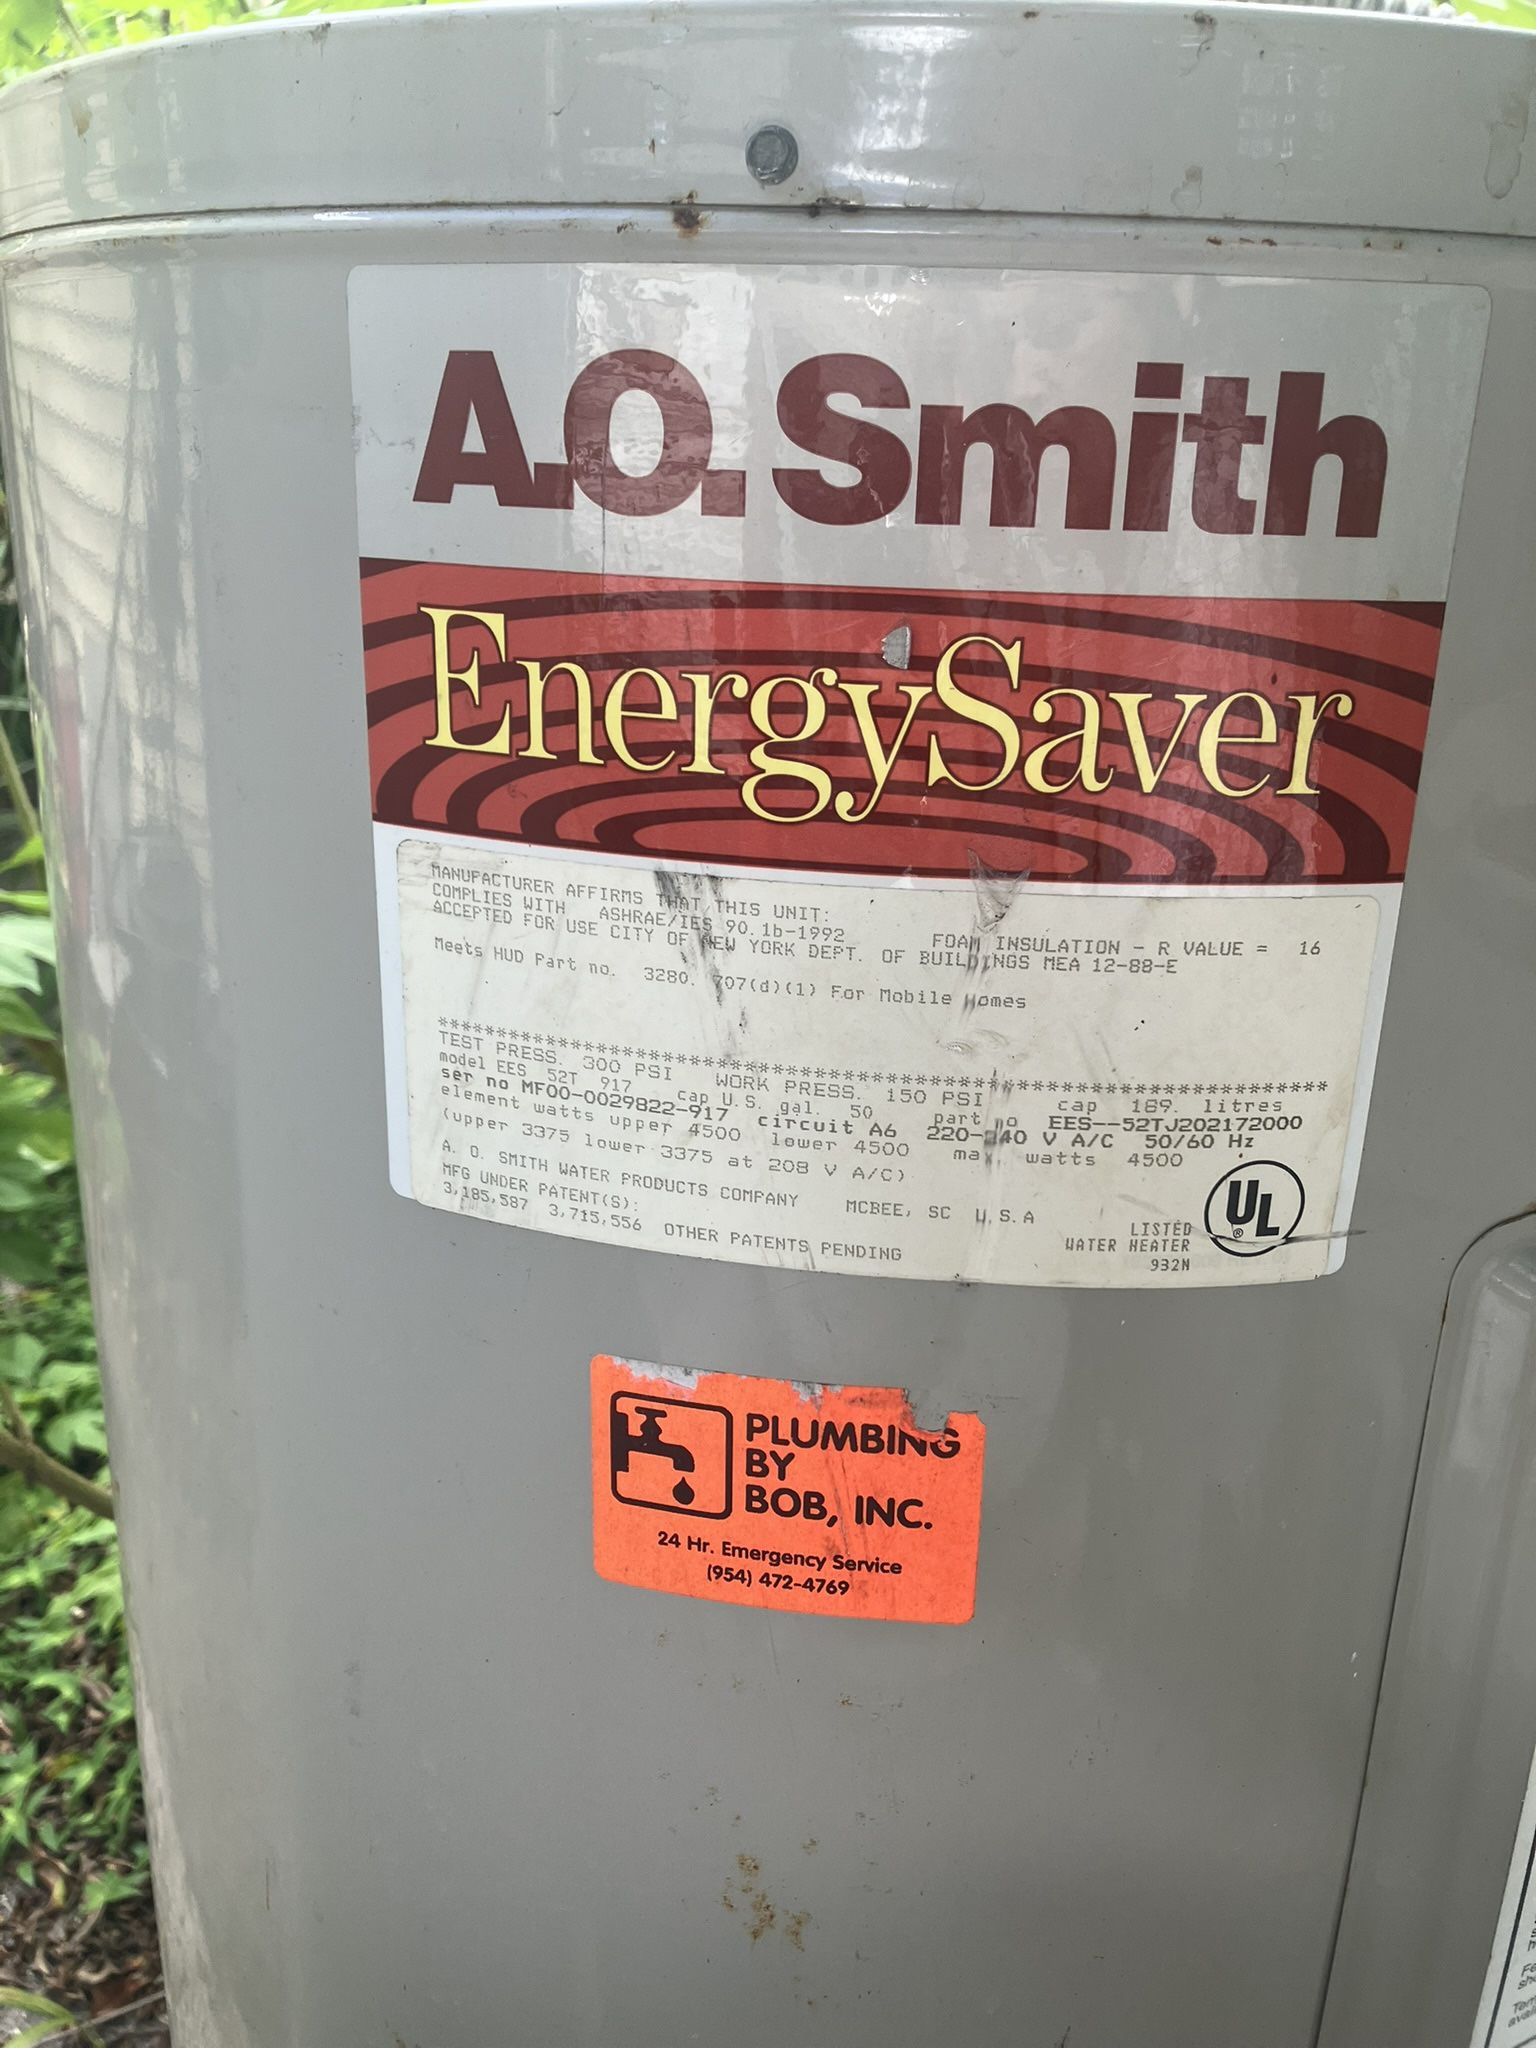 A.O. Smith
EnergySaver
MANUFACTURER AFFIRMS THAT THIS UNIT:
COMPLIES WITH ASHRAE/IES 90.1b-1992 FOAM INSULATION - R VALUE = 16
ACCEPTED FOR USE CITY OF NEW YORK DEPT. OF BUILDINGS MEA 12-88-E
Meets HUD Part no. 3280. 707(d)(1) For Mobile Homes
********************************************************************************
TEST PRESS. 300 PSI WORK PRESS. 150 PSI cap 189. litres
model EES 52T 917 cap U.S. gal. 50 part no EES--52TJ202172000
ser no MF00-0029822-917 circuit A6 220-240 V A/C 50/60 Hz
element watts upper 4500 lower 4500 max. watts 4500
(upper 3375 lower 3375 at 208 V A/C)
A. O. SMITH WATER PRODUCTS COMPANY MCBEE, SC U.S.A
MFG UNDER PATENT(S):
3,185,587 3,715,556 OTHER PATENTS PENDING
LISTED
WATER HEATER
932N
UL
®
PLUMBING
BY
BOB, INC.
24 Hr. Emergency Service
(954) 472-4769